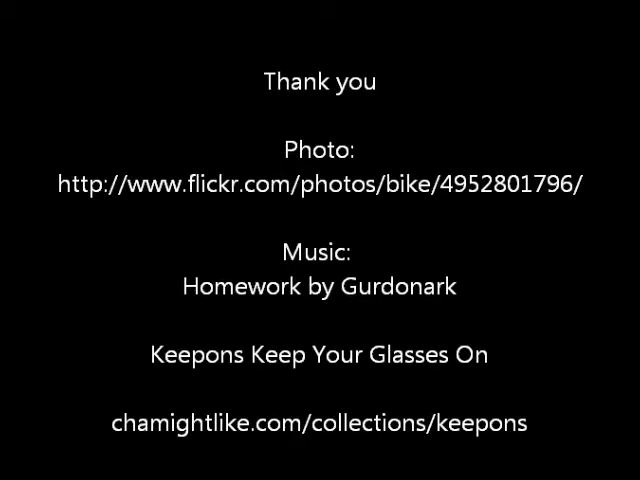 Thank you
Photo:
http://www.flickr.com/photos/bike/4952801796/
Music:
Homework by Gurdonark
Keepons Keep Your Glasses On
chamightlike.com/collections/keepons